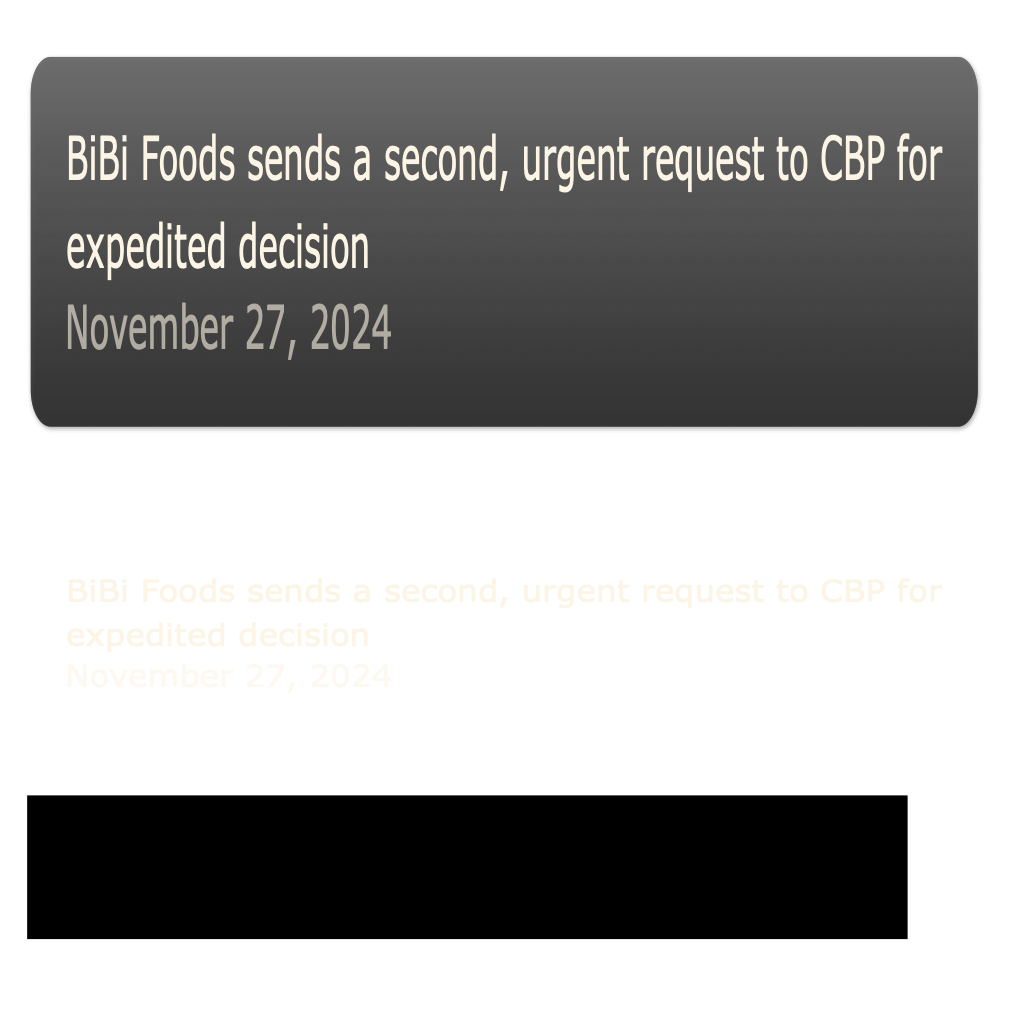 BiBi Foods sends a second, urgent request to CBP for
expedited decision
November 27, 2024
BiBi Foods sends a second, urgent request to CBP for
expedited decision
November 27, 2024